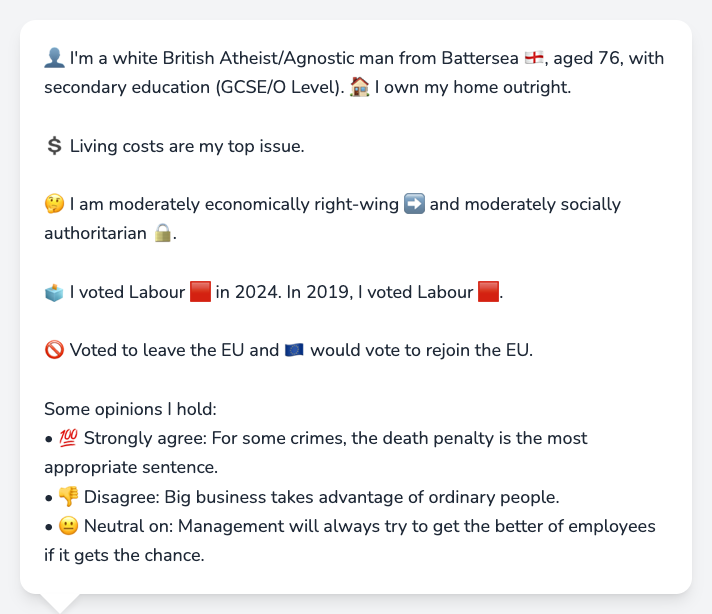 👤 I'm a white British Atheist/Agnostic man from Battersea 🏴󠁧󠁢󠁥󠁮󠁧󠁿, aged 76, with
secondary education (GCSE/O Level). 🏠 I own my home outright.
💲 Living costs are my top issue.
🤔 I am moderately economically right-wing ➡️ and moderately socially
authoritarian 🔒.
🗳️ I voted Labour 🟥 in 2024. In 2019, I voted Labour 🟥.
🚫 Voted to leave the EU and 🇪🇺 would vote to rejoin the EU.
Some opinions I hold:
• 💯 Strongly agree: For some crimes, the death penalty is the most
appropriate sentence.
• 👎 Disagree: Big business takes advantage of ordinary people.
• 😐 Neutral on: Management will always try to get the better of employees
if it gets the chance.